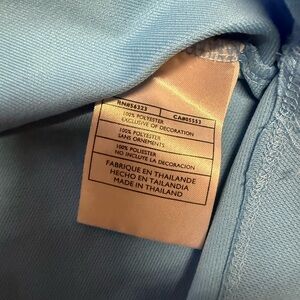 RN#56323 CA#05553
100% POLYESTER
EXCLUSIVE OF DECORATION
100% POLYESTER
SANS ORNEMENTS
100% POLIESTER
NO INCLUYE LA DECORACION
FABRIQUE EN THAILANDE
HECHO EN TAILANDIA
MADE IN THAILAND